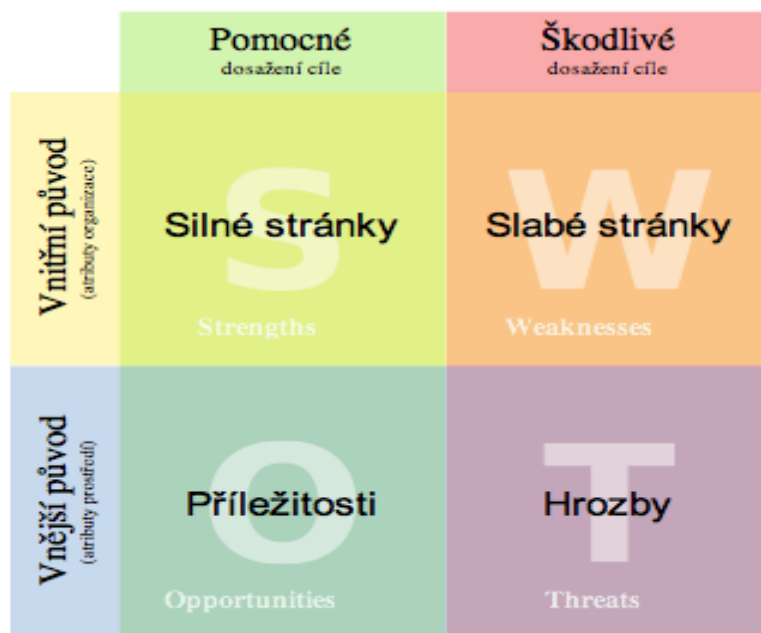 Pomocné
dosažení cíle
Škodlivé
dosažení cíle
Vnitřní původ
(atributy organizace)
S
Silné stránky
Strengths
W
Slabé stránky
Weaknesses
Vnější původ
(atributy prostředí)
O
Příležitosti
Opportunities
T
Hrozby
Threats